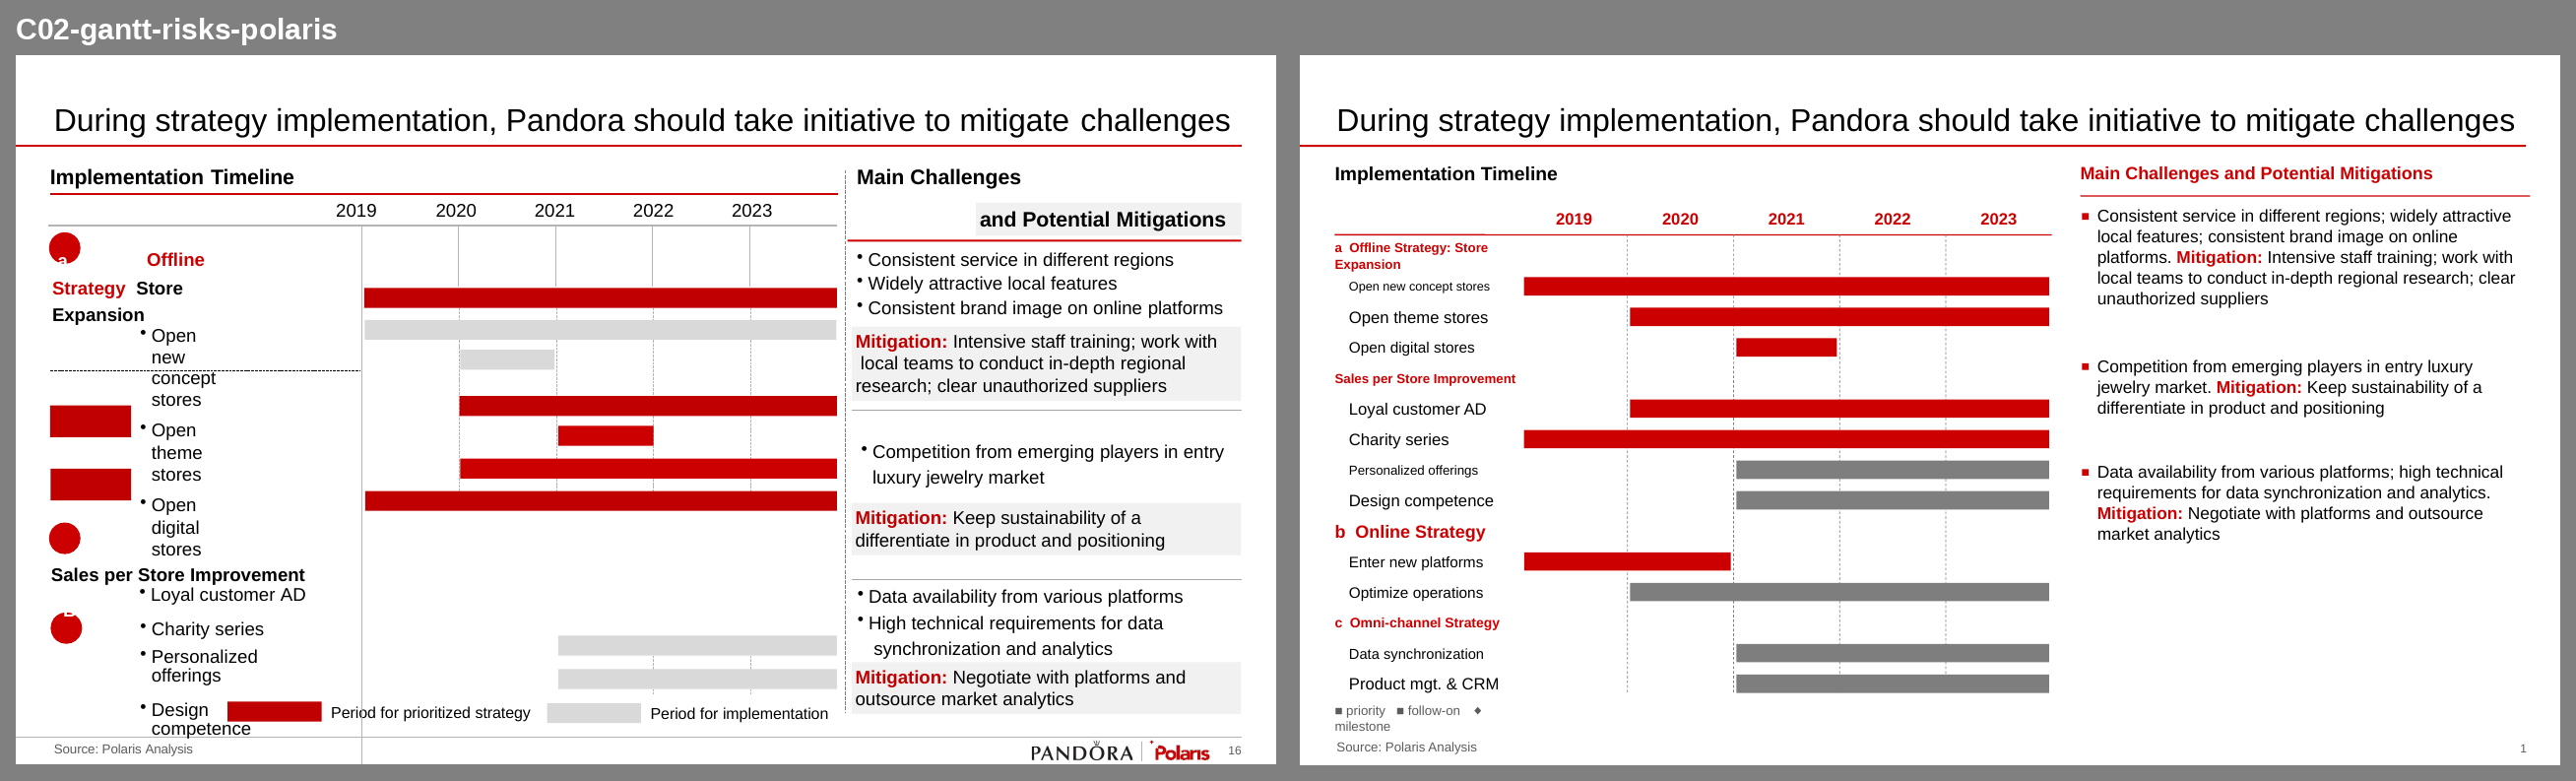 C02-gantt-risks-polaris
During strategy implementation, Pandora should take initiative to mitigate challenges
Implementation Timeline
2019 2020 2021 2022 2023
a
Offline
Strategy Store
Expansion
• Open
new
concept
stores
• Open
theme
stores
• Open
digital
stores
Sales per Store Improvement
• Loyal customer AD
• Charity series
• Personalized
offerings
• Design
competence
Period for prioritized strategy
Period for implementation
Main Challenges
and Potential Mitigations
• Consistent service in different regions
• Widely attractive local features
• Consistent brand image on online platforms
Mitigation: Intensive staff training; work with
local teams to conduct in-depth regional
research; clear unauthorized suppliers
• Competition from emerging players in entry
luxury jewelry market
Mitigation: Keep sustainability of a
differentiate in product and positioning
• Data availability from various platforms
• High technical requirements for data
synchronization and analytics
Mitigation: Negotiate with platforms and
outsource market analytics
Source: Polaris Analysis
PANDÖRA
Polaris
16
During strategy implementation, Pandora should take initiative to mitigate challenges
Implementation Timeline
2019 2020 2021 2022 2023
a Offline Strategy: Store
Expansion
Open new concept stores
Open theme stores
Open digital stores
Sales per Store Improvement
Loyal customer AD
Charity series
Personalized offerings
Design competence
b Online Strategy
Enter new platforms
Optimize operations
c Omni-channel Strategy
Data synchronization
Product mgt. & CRM
■ priority ■ follow-on ◆
milestone
Main Challenges and Potential Mitigations
■ Consistent service in different regions; widely attractive
local features; consistent brand image on online
platforms. Mitigation: Intensive staff training; work with
local teams to conduct in-depth regional research; clear
unauthorized suppliers
■ Competition from emerging players in entry luxury
jewelry market. Mitigation: Keep sustainability of a
differentiate in product and positioning
■ Data availability from various platforms; high technical
requirements for data synchronization and analytics.
Mitigation: Negotiate with platforms and outsource
market analytics
Source: Polaris Analysis
1